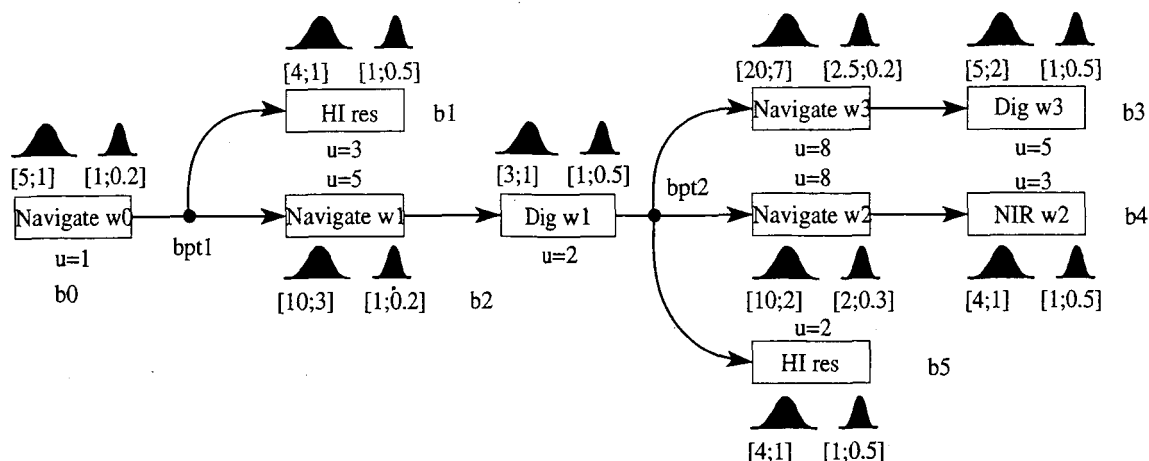 [4;1] [1;0.5]
HI res
b1
u=3
[20;7] [2.5;0.2]
Navigate w3
u=8
[5;2] [1;0.5]
Dig w3
b3
u=5
[5;1] [1;0.2]
Navigate w0
u=1
b0
bpt1
u=5
Navigate w1
[10;3] [1;0.2]
b2
[3;1] [1;0.5]
Dig w1
u=2
bpt2
u=8
Navigate w2
[10;2] [2;0.3]
u=3
NIR w2
b4
[4;1] [1;0.5]
u=2
HI res
b5
[4;1] [1;0.5]